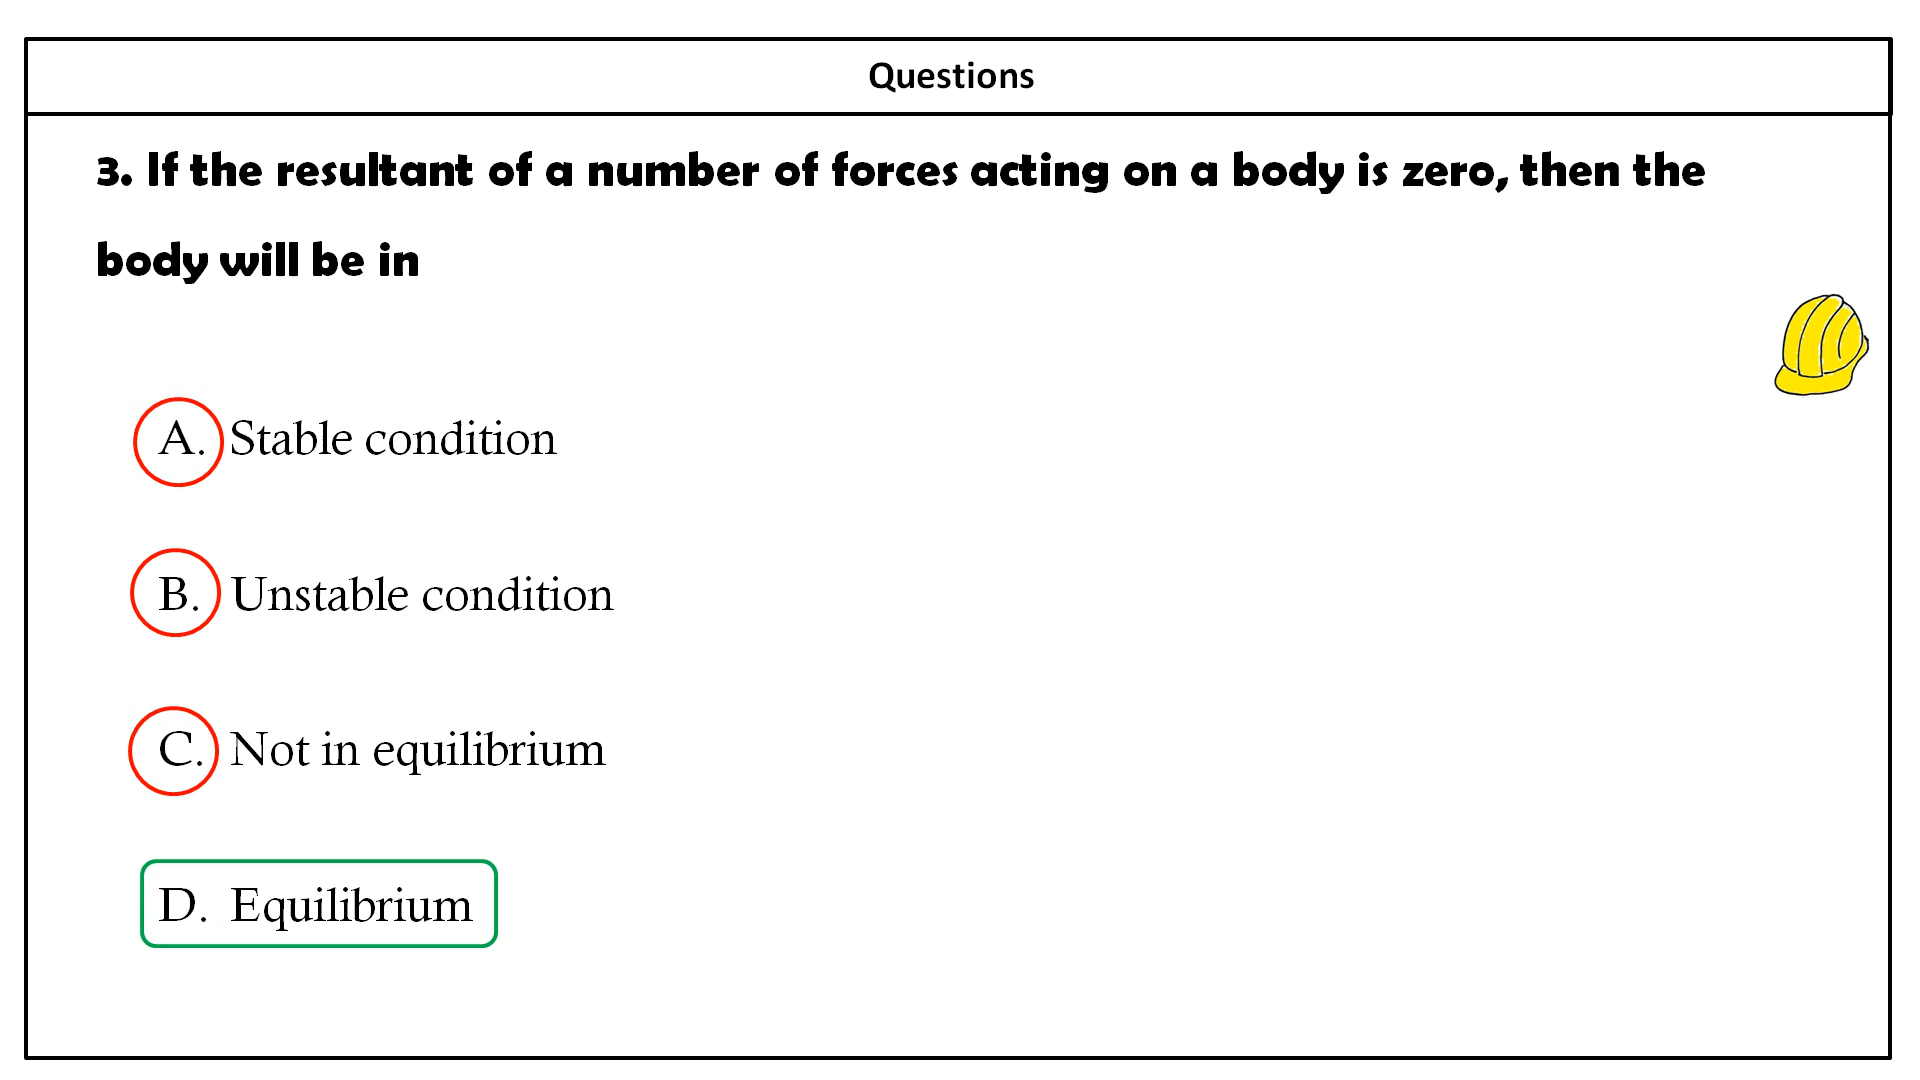 Questions
3. If the resultant of a number of forces acting on a body is zero, then the
body will be in
A. Stable condition
B. Unstable condition
C. Not in equilibrium
D. Equilibrium